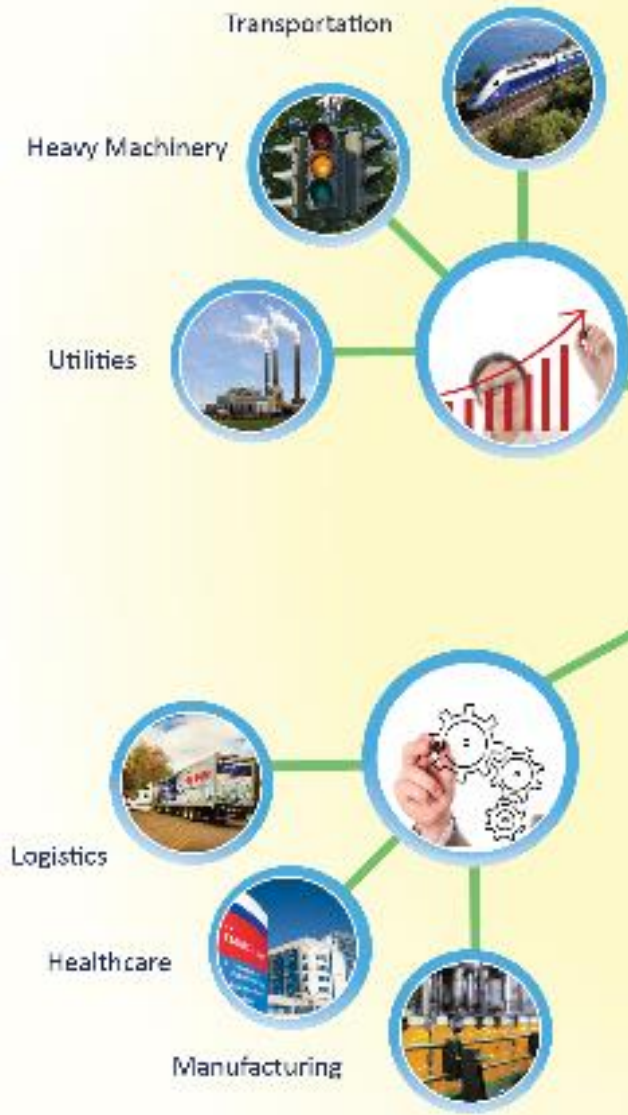 Transportation
Heavy Machinery
Utilities
Logistics
Healthcare
Manufacturing